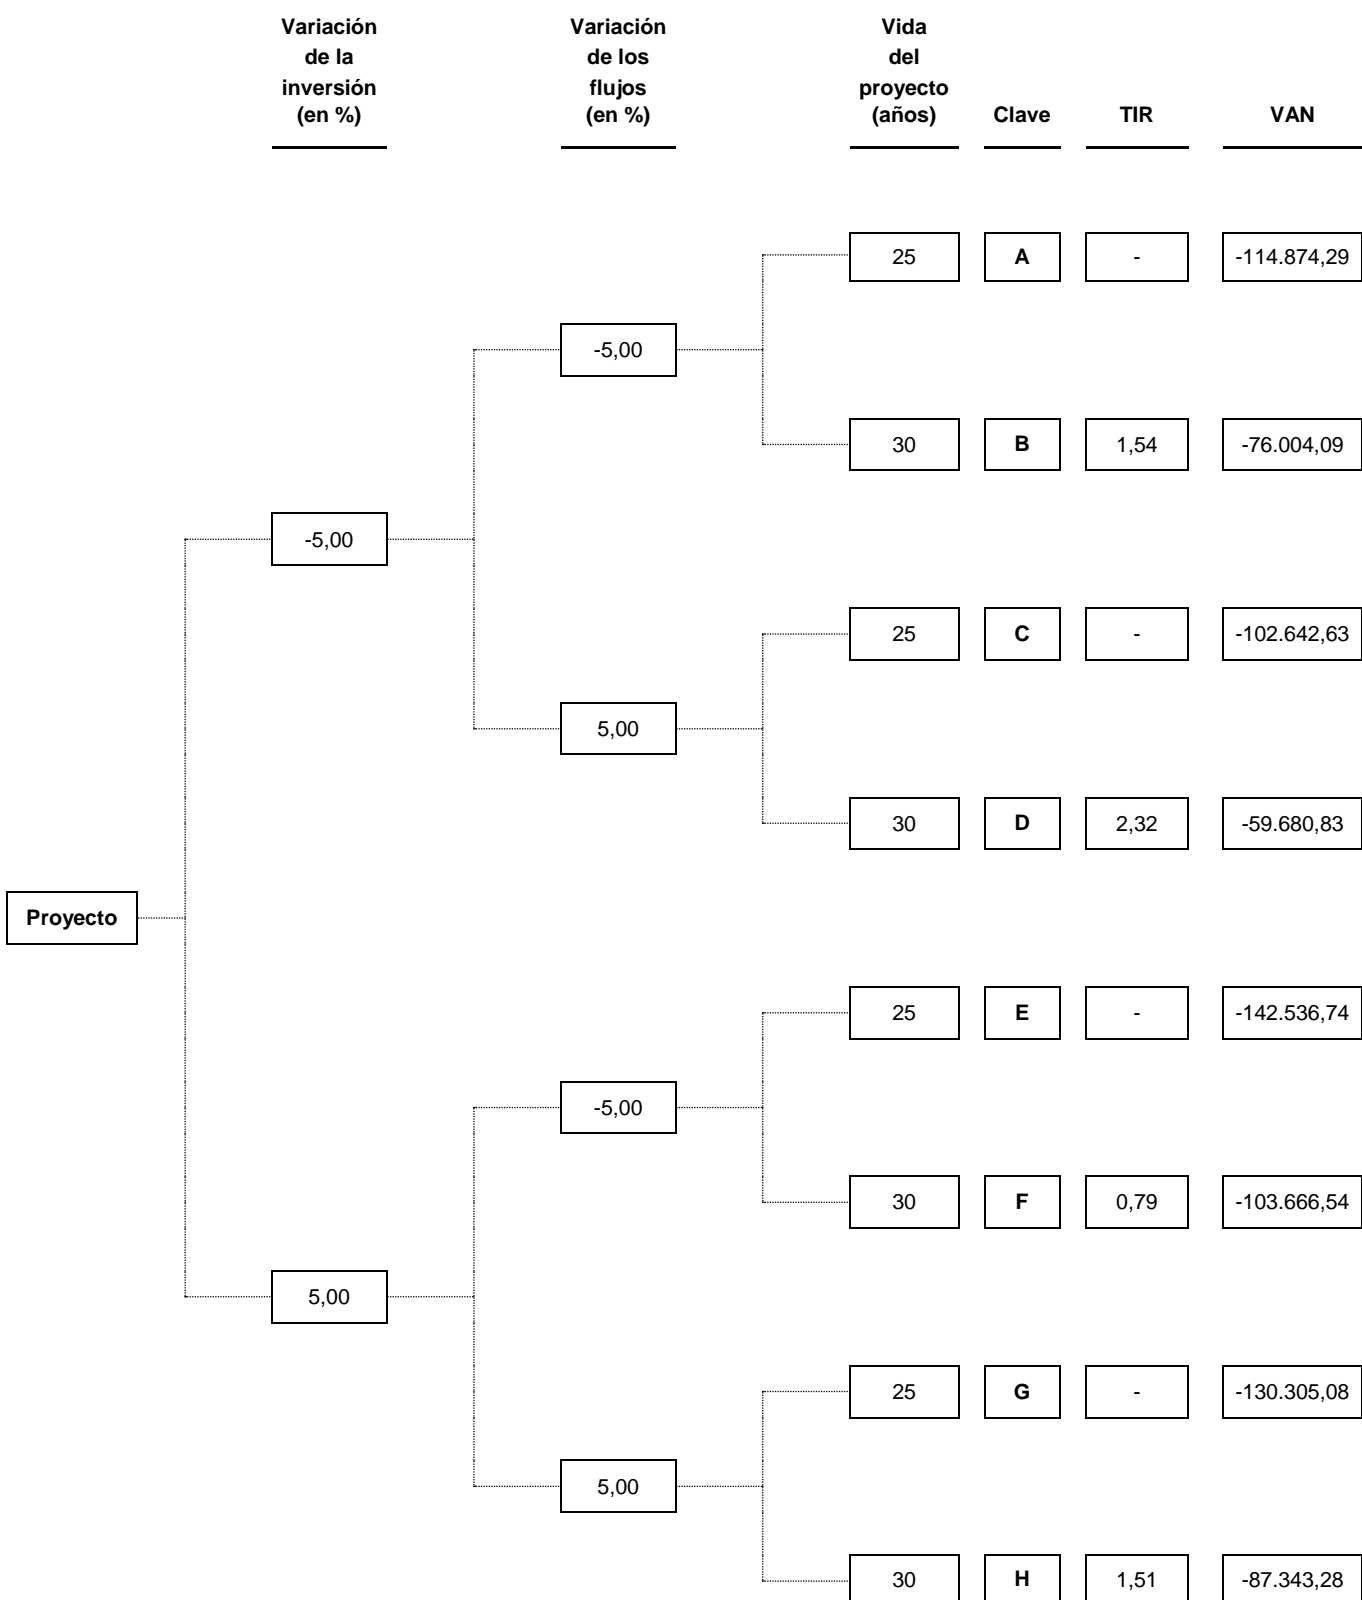 Variación
de la
inversión
(en %)
Variación
de los
flujos
(en %)
Vida
del
proyecto
(años)
Clave
TIR
VAN
25 A - -114.874,29
-5,00
30 B 1,54 -76.004,09
-5,00
25 C - -102.642,63
5,00
30 D 2,32 -59.680,83
Proyecto
25 E - -142.536,74
-5,00
30 F 0,79 -103.666,54
5,00
25 G - -130.305,08
5,00
30 H 1,51 -87.343,28